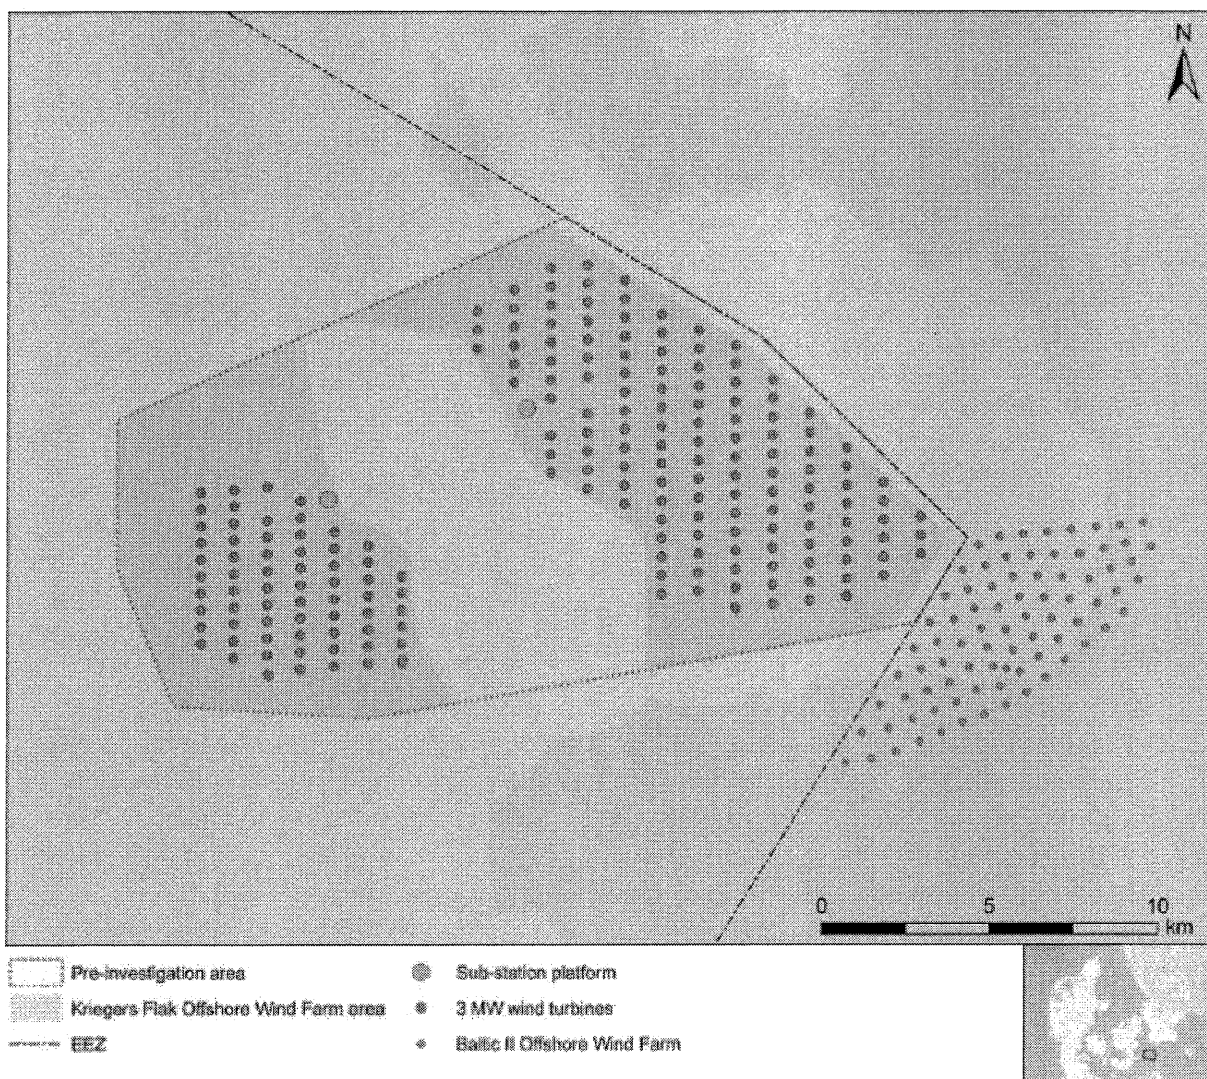 N
0 5 10
km
Pre-investigation area
Kriegers Flak Offshore Wind Farm area
EEZ
Sub-station platform
3 MW wind turbines
Baltic II Offshore Wind Farm